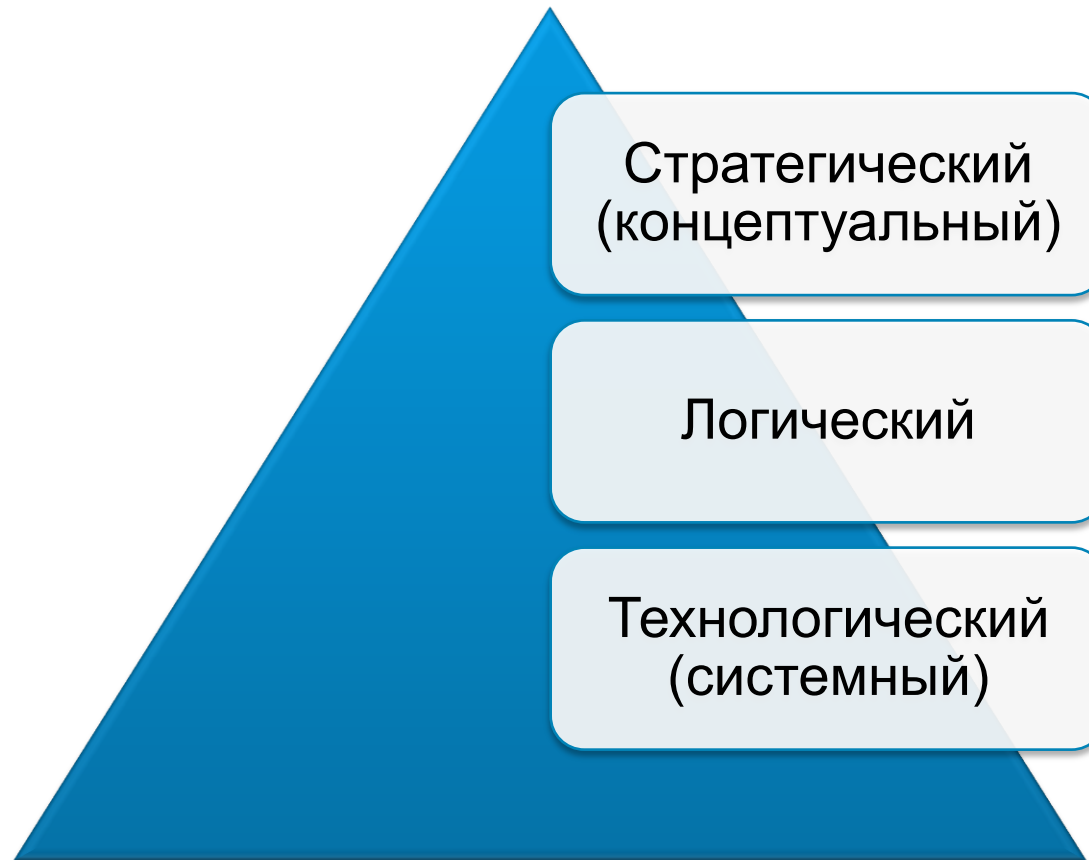 Стратегический
(концептуальный)
Логический
Технологический
(системный)